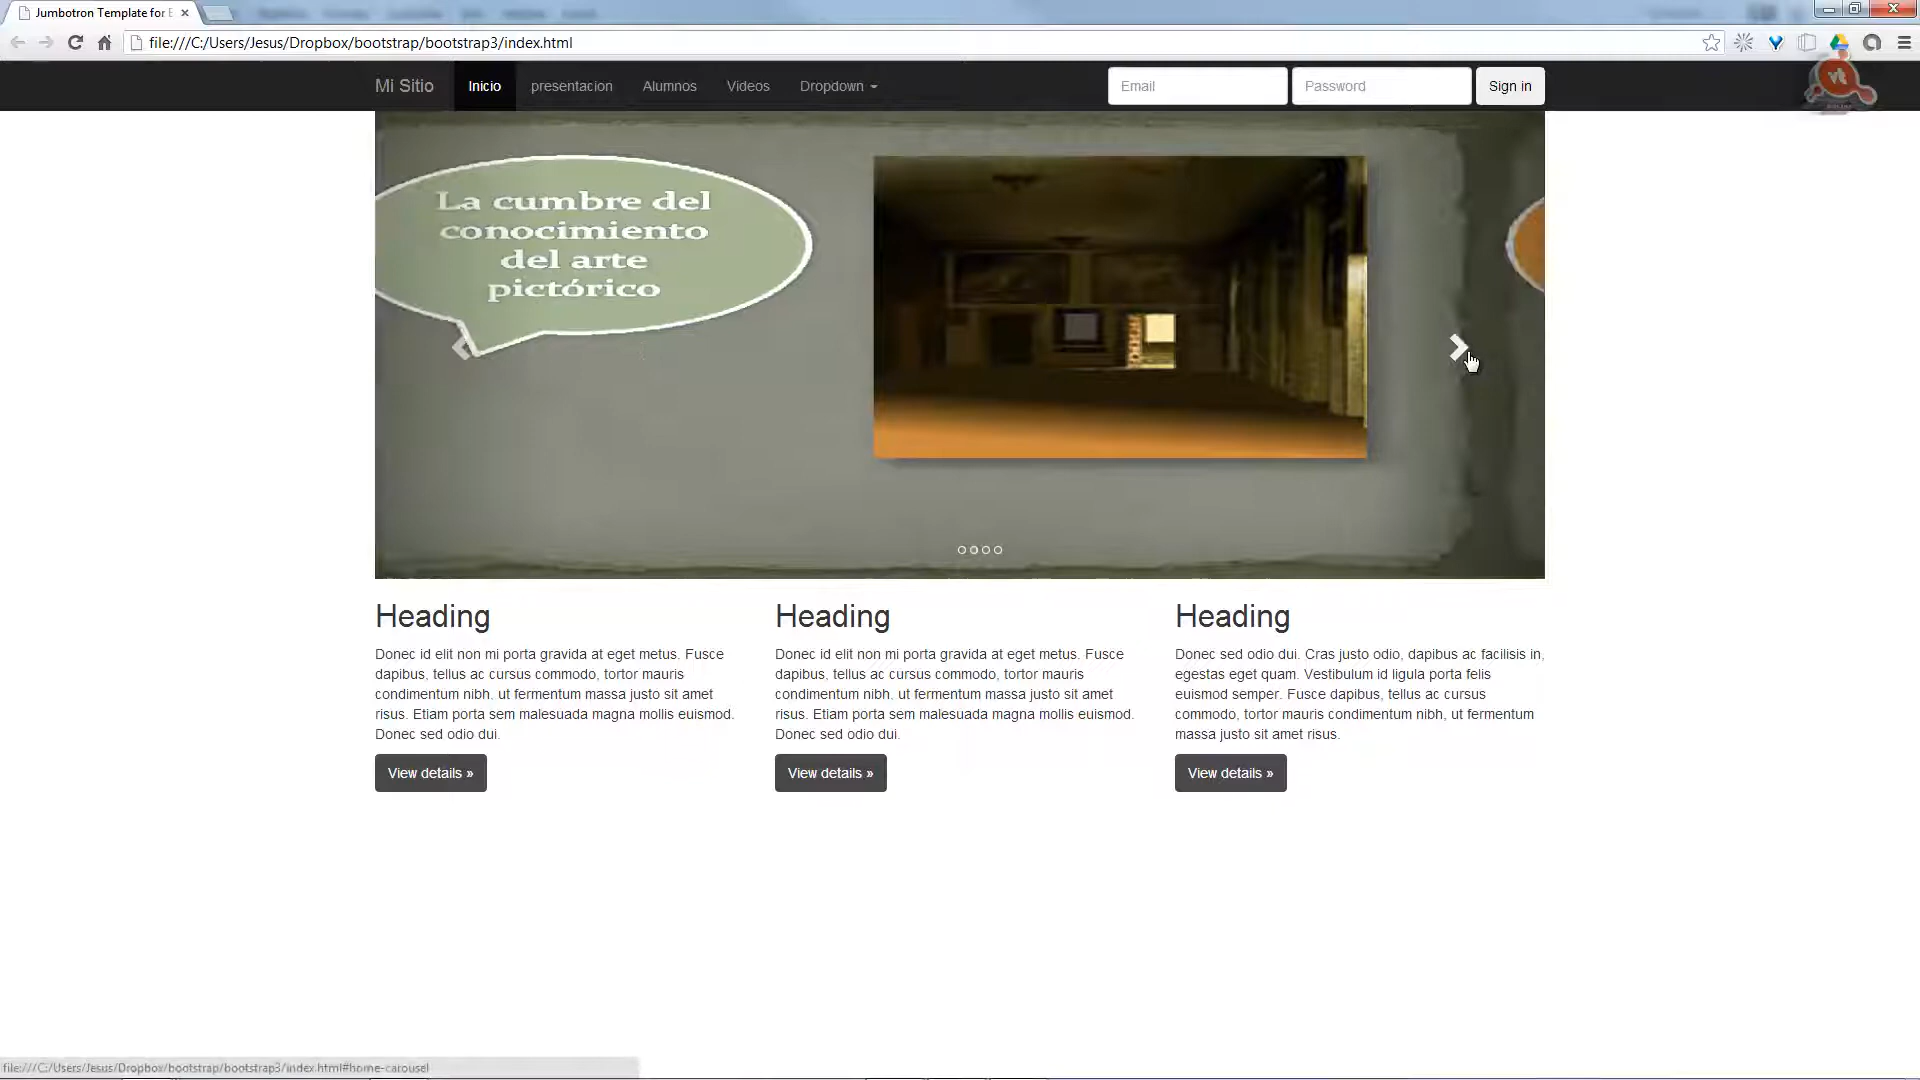 Jumbotron Template for
file:///C:/Users/Jesus/Dropbox/bootstrap/bootstrap3/index.html
Mi Sitio Inicio presentacion Alumnos Videos Dropdown Email Password Sign in
La cumbre del
conocimiento
del arte
pictórico
Heading
Donec id elit non mi porta gravida at eget metus. Fusce
dapibus, tellus ac cursus commodo, tortor mauris
condimentum nibh, ut fermentum massa justo sit amet
risus. Etiam porta sem malesuada magna mollis euismod.
Donec sed odio dui.
View details »
Heading
Donec id elit non mi porta gravida at eget metus. Fusce
dapibus, tellus ac cursus commodo, tortor mauris
condimentum nibh, ut fermentum massa justo sit amet
risus. Etiam porta sem malesuada magna mollis euismod.
Donec sed odio dui.
View details »
Heading
Donec sed odio dui. Cras justo odio, dapibus ac facilisis in,
egestas eget quam. Vestibulum id ligula porta felis
euismod semper. Fusce dapibus, tellus ac cursus
commodo, tortor mauris condimentum nibh, ut fermentum
massa justo sit amet risus.
View details »
file:///C:/Users/Jesus/Dropbox/bootstrap/bootstrap3/index.html#home-carousel